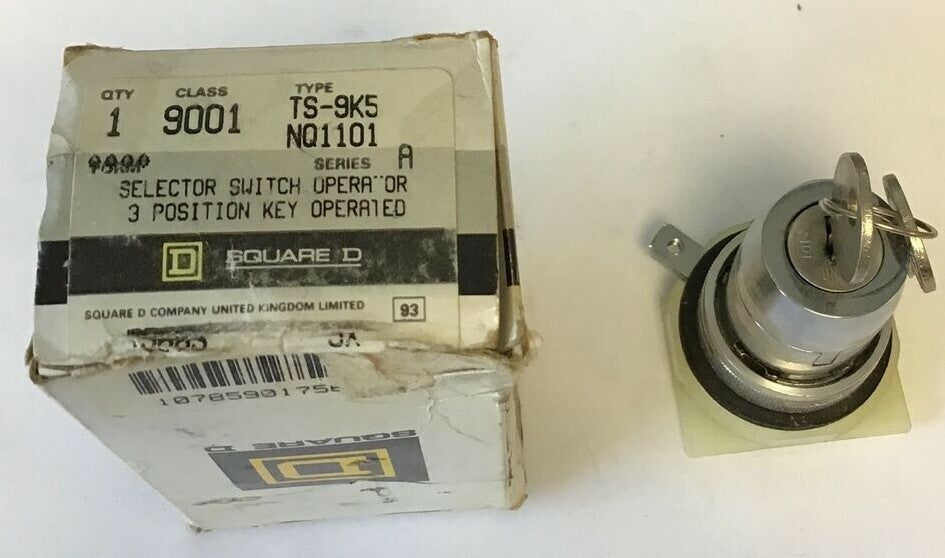 QTY CLASS TYPE
1 9001 TS-9K5
NQ1101
FORM SERIES A
SELECTOR SWITCH OPERATOR
3 POSITION KEY OPERATED
D SQUARE D
SQUARE D COMPANY UNITED KINGDOM LIMITED 93
SQUARE D
D